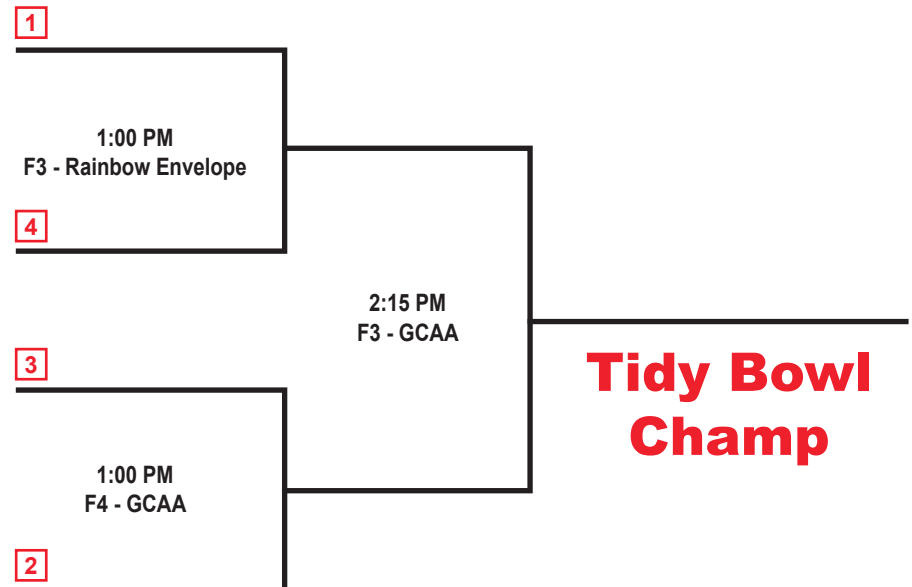 1
1:00 PM
F3 - Rainbow Envelope
4
2:15 PM
F3 - GCAA
Tidy Bowl
Champ
3
1:00 PM
F4 - GCAA
2